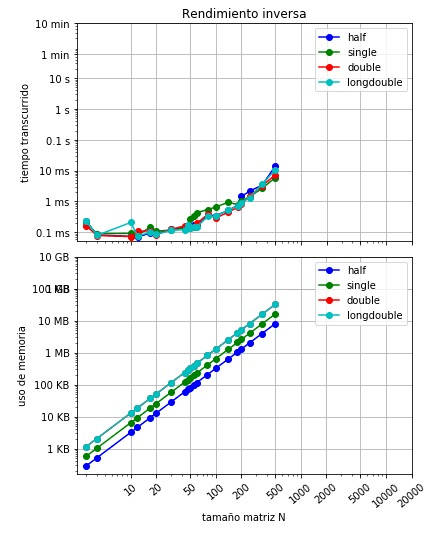 Rendimiento inversa
10 min
1 min
10 s
1 s
0.1 s
10 ms
1 ms
0.1 ms
tiempo transcurrido
half
single
double
longdouble
10 GB
100 MB
10 MB
1 MB
100 KB
10 KB
1 KB
uso de memoria
half
single
double
longdouble
10
20
50
100
200
500
1000
2000
5000
10000
20000
tamaño matriz N